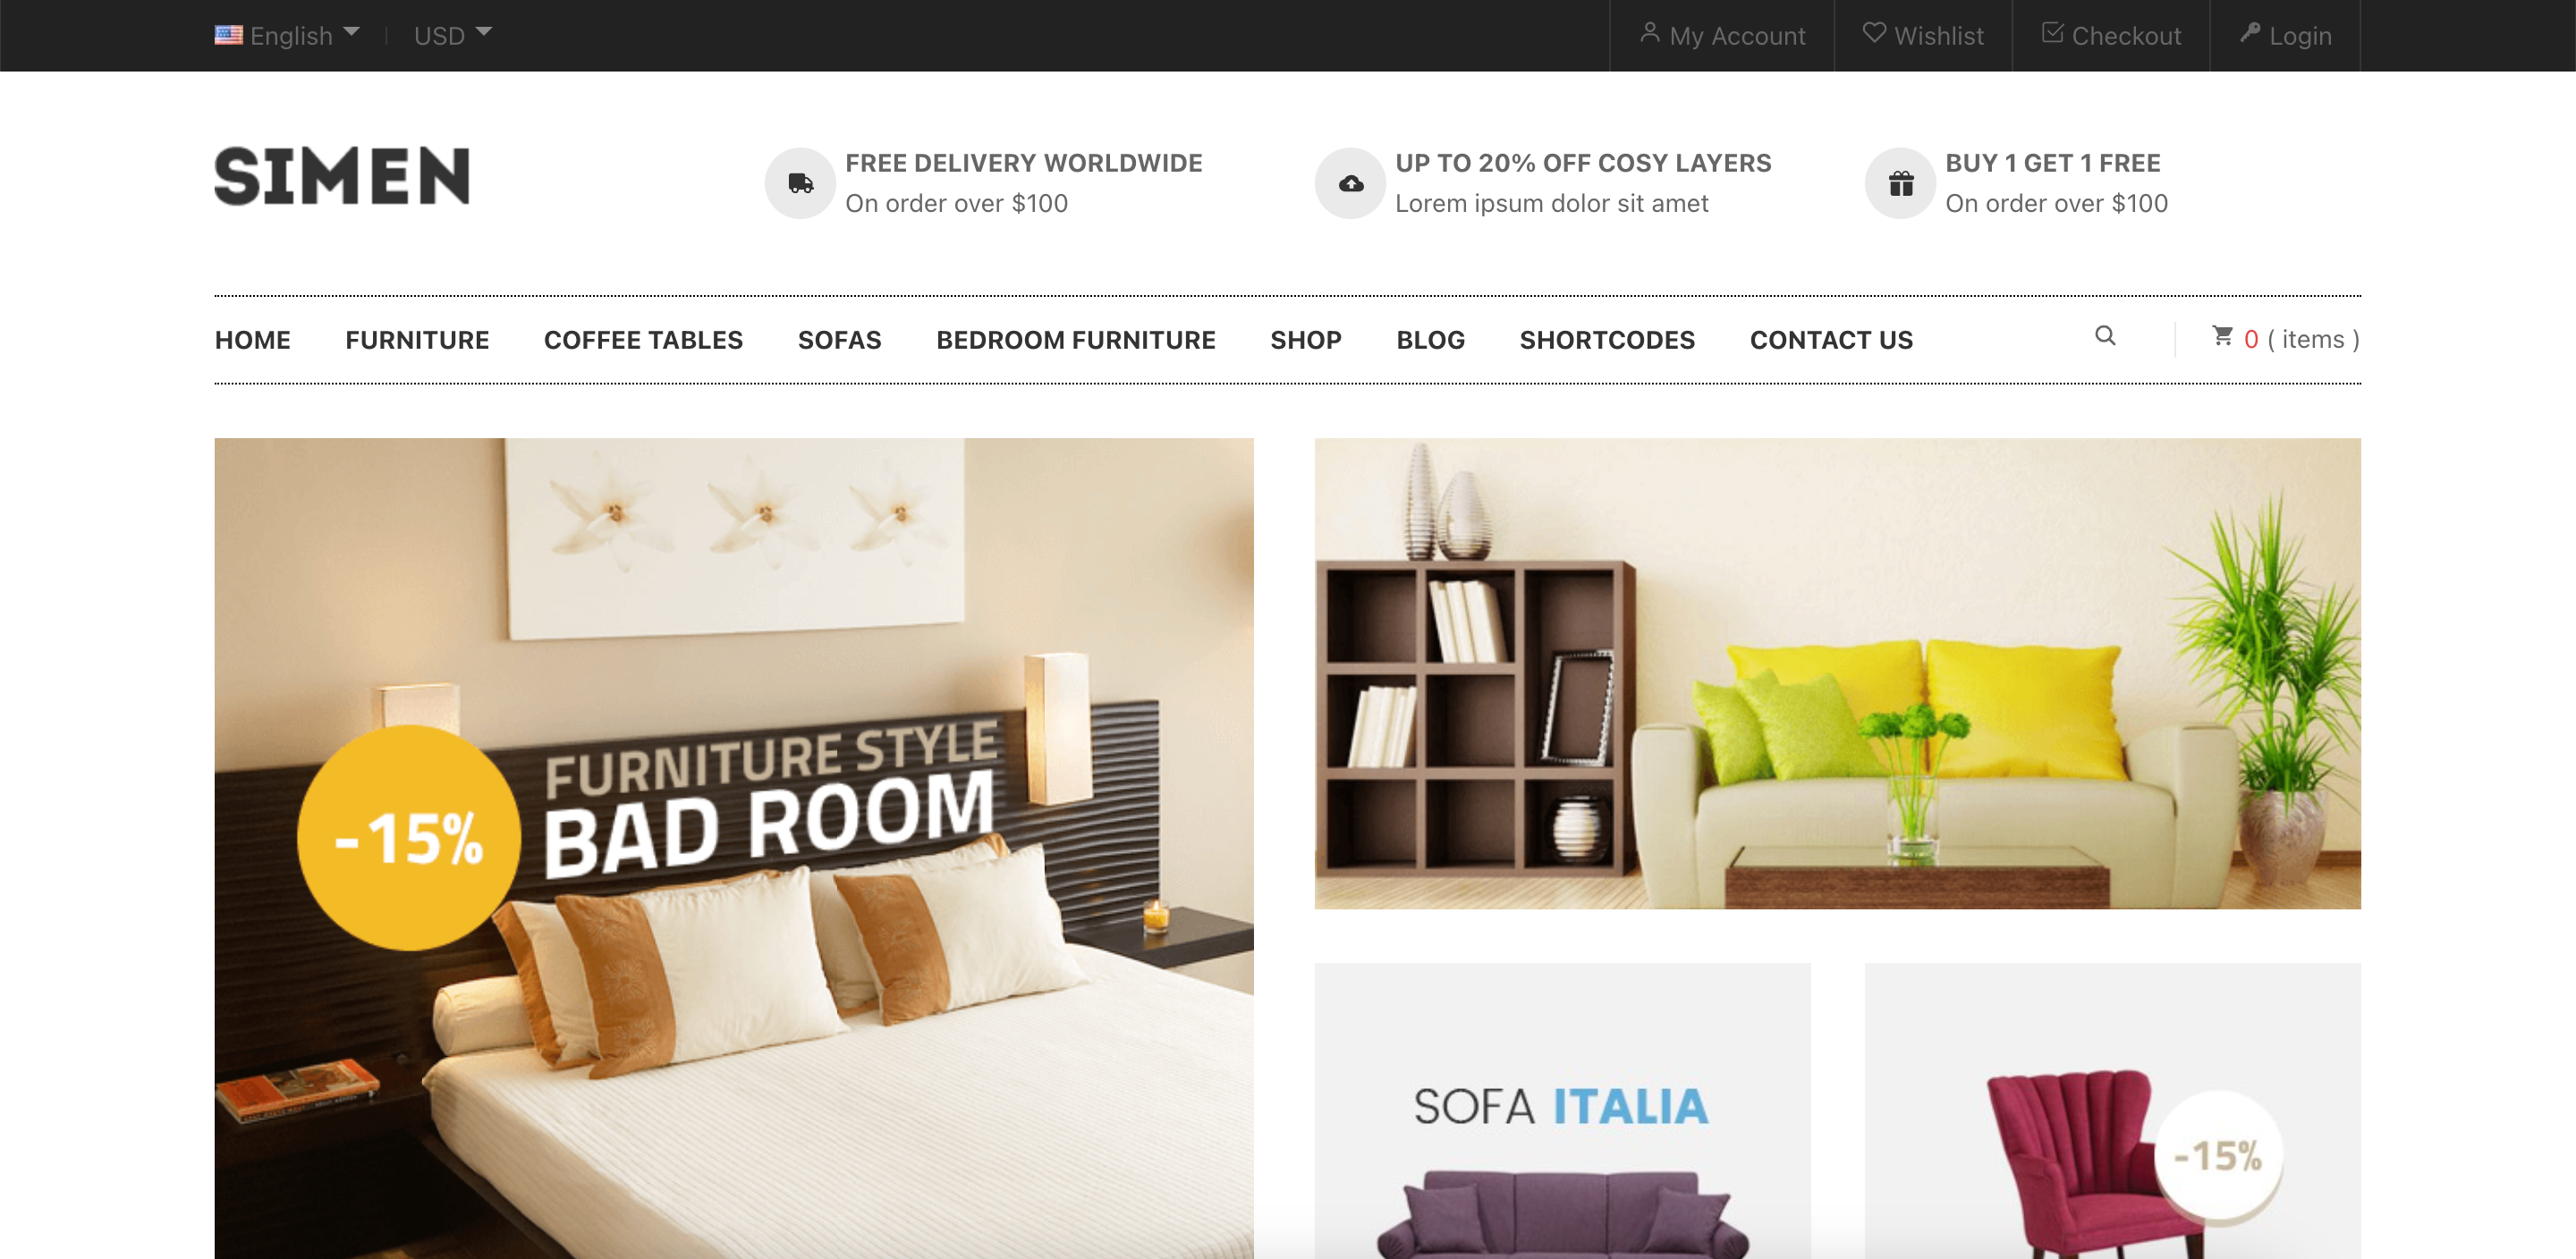 English
USD
My Account
Wishlist
Checkout
Login
SIMEN
FREE DELIVERY WORLDWIDE
On order over $100
UP TO 20% OFF COSY LAYERS
Lorem ipsum dolor sit amet
BUY 1 GET 1 FREE
On order over $100
HOME
FURNITURE
COFFEE TABLES
SOFAS
BEDROOM FURNITURE
SHOP
BLOG
SHORTCODES
CONTACT US
0 ( items )
-15%
FURNITURE STYLE
BAD ROOM
SOFA ITALIA
-15%